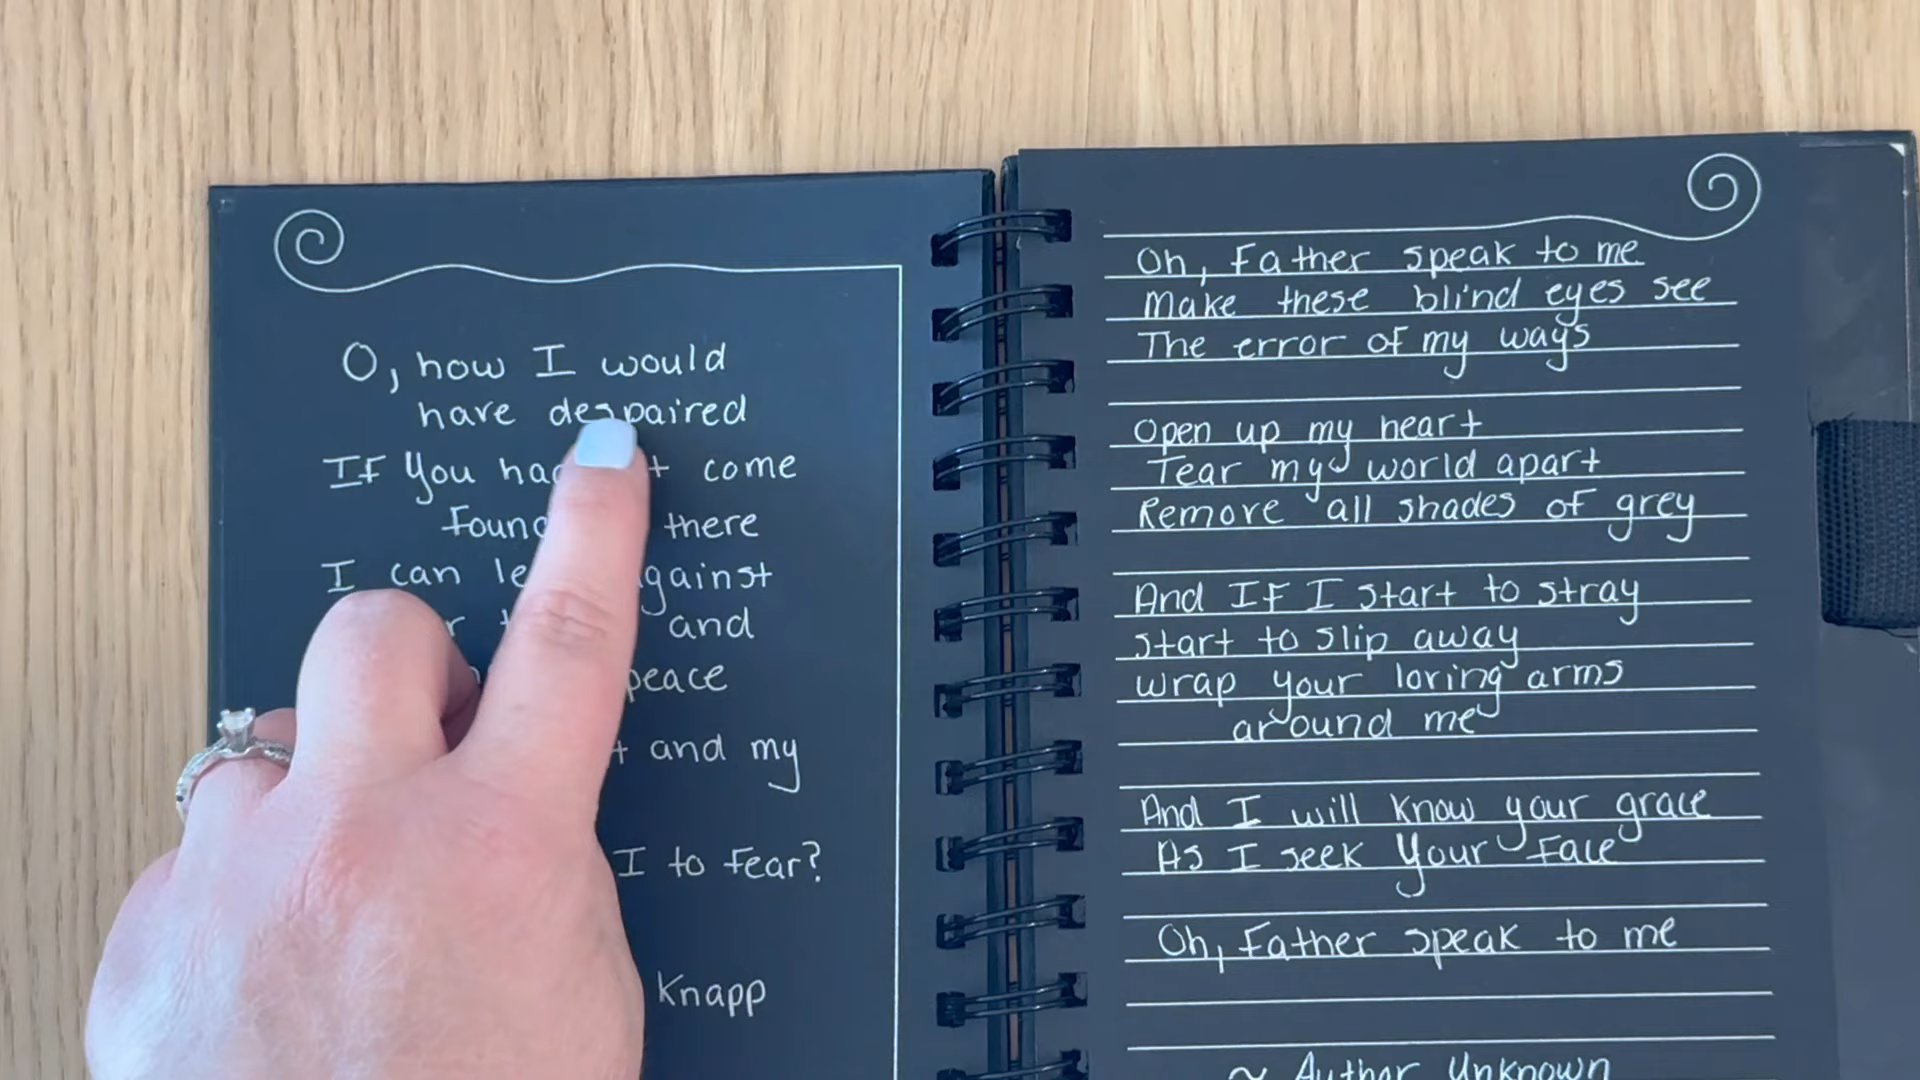 O, how I would
have despaired
If You had come
there
I can against
and
peace
and my
I to fear?
Knapp
Oh, Father speak to me
Make these blind eyes see
The error of my ways
Open up my heart
Tear my world apart
Remove all shades of grey
And If I start to stray
start to slip away
wrap your loving arms
around me
And I will know your grace
As I seek Your Face
Oh, Father speak to me
~ Author Unknown